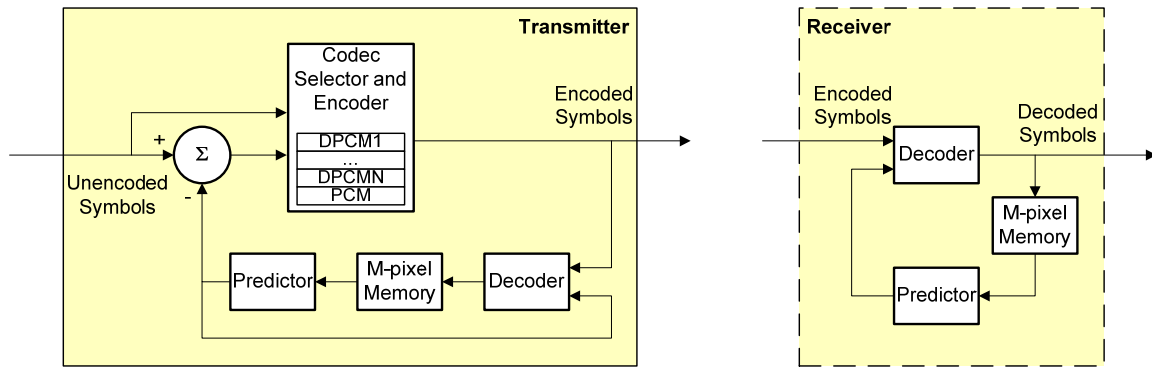 Transmitter
Codec
Selector and
Encoder
DPCM1
...
DPCMN
PCM
+
Σ
-
Unencoded
Symbols
Encoded
Symbols
Predictor
M-pixel
Memory
Decoder
Receiver
Encoded
Symbols
Decoder
Decoded
Symbols
M-pixel
Memory
Predictor